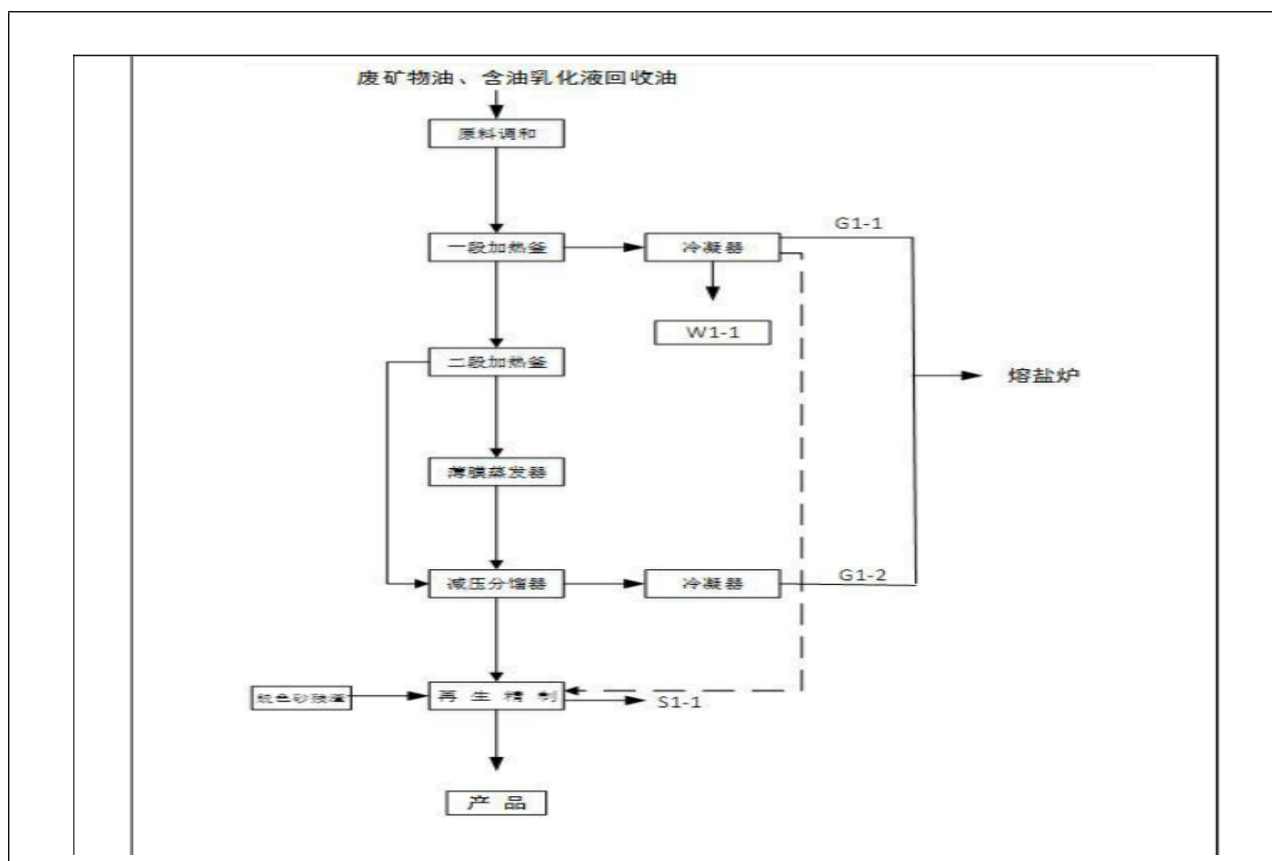 废矿物油、含油乳化液回收油
原料调和
G1-1
一段加热釜
冷凝器
W1-1
二段加热釜
熔盐炉
薄膜蒸发器
减压分馏器
冷凝器
G1-2
脱色砂
再生精制
S1-1
产品